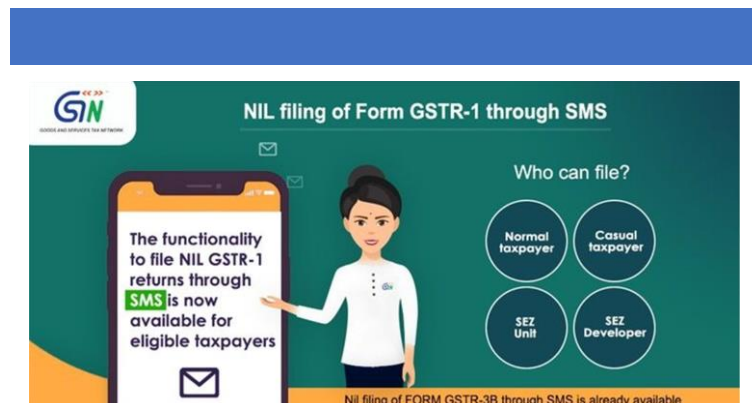 GSTN
GOODS AND SERVICES TAX NETWORK
NIL filing of Form GSTR-1 through SMS
Who can file?
The functionality
to file NIL GSTR-1
returns through
SMS is now
available for
eligible taxpayers
Normal
taxpayer
Casual
taxpayer
SEZ
Unit
SEZ
Developer
Nil filing of FORM GSTR-3B through SMS is already available